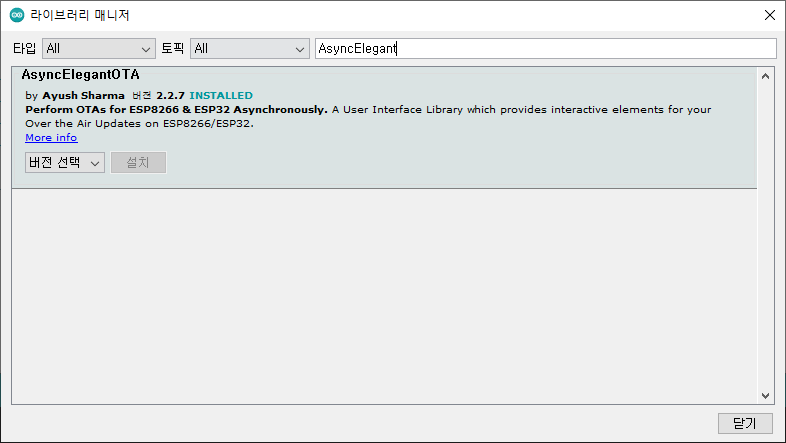 라이브러리 매니저
타입 All 토픽 All AsyncElegant
AsyncElegantOTA
by Ayush Sharma 버전 2.2.7 INSTALLED
Perform OTAs for ESP8266 & ESP32 Asynchronously. A User Interface Library which provides interactive elements for your
Over the Air Updates on ESP8266/ESP32.
More info
버전 선택 설치
닫기